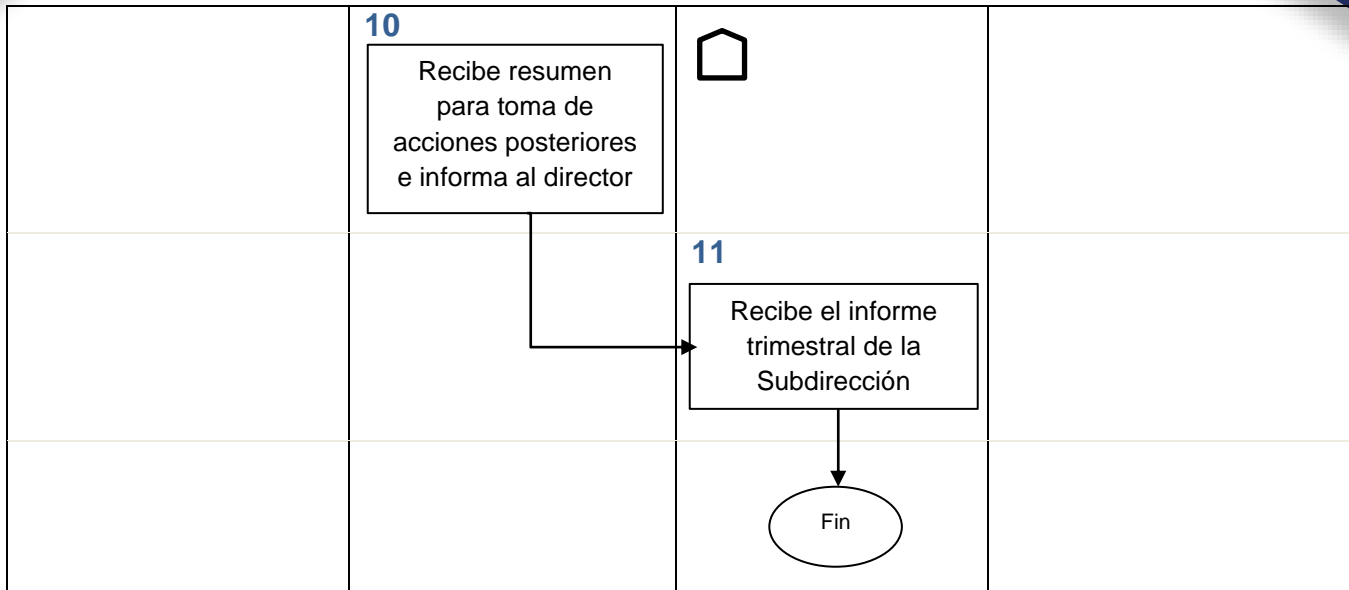 10
Recibe resumen
para toma de
acciones posteriores
e informa al director
11
Recibe el informe
trimestral de la
Subdirección
Fin